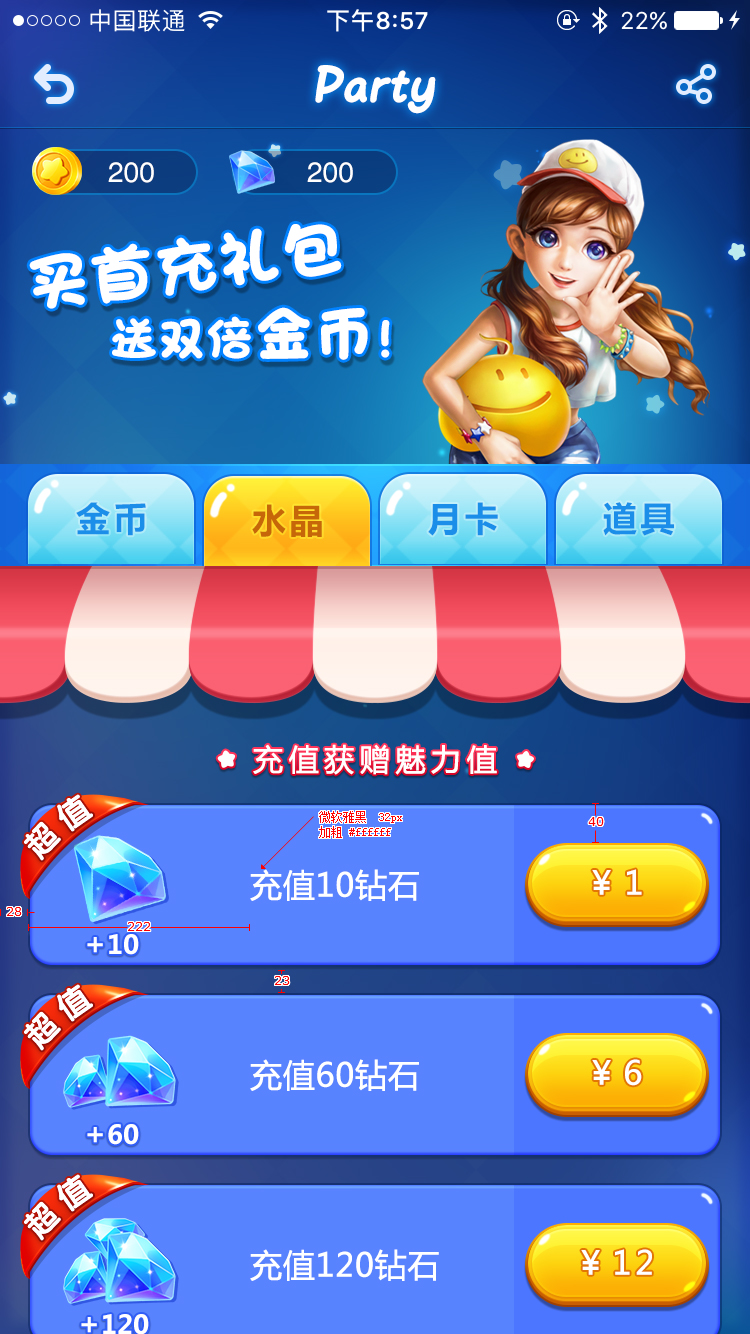 中国联通 下午8:57 22%
Party
200 200
买首充礼包
送双倍金币!
金币 水晶 月卡 道具
充值获赠魅力值
超值
微软雅黑 32px
加粗 #ffffff
40
充值10钻石
¥ 1
28
222
+10
23
超值
充值60钻石
¥ 6
+60
超值
充值120钻石
¥ 12
+120